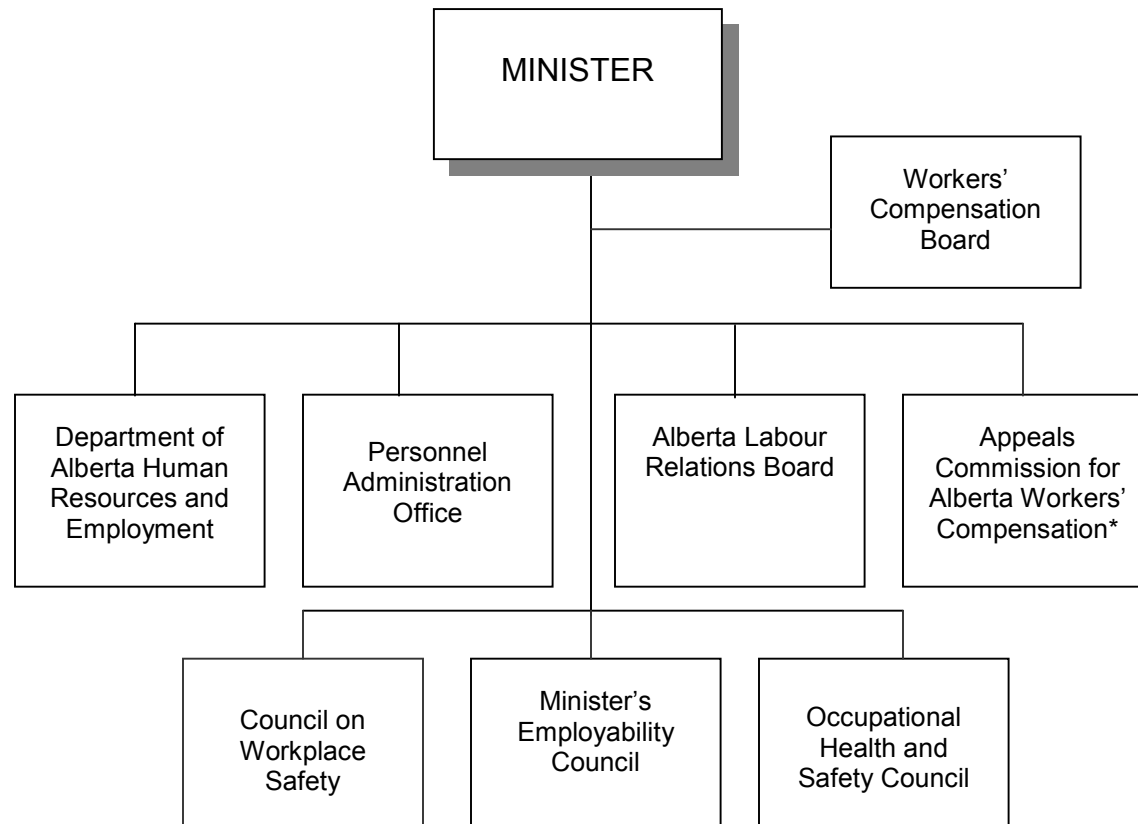 MINISTER
Workers’
Compensation
Board
Department of
Alberta Human
Resources and
Employment
Personnel
Administration
Office
Alberta Labour
Relations Board
Appeals
Commission for
Alberta Workers’
Compensation*
Council on
Workplace
Safety
Minister’s
Employability
Council
Occupational
Health and
Safety Council